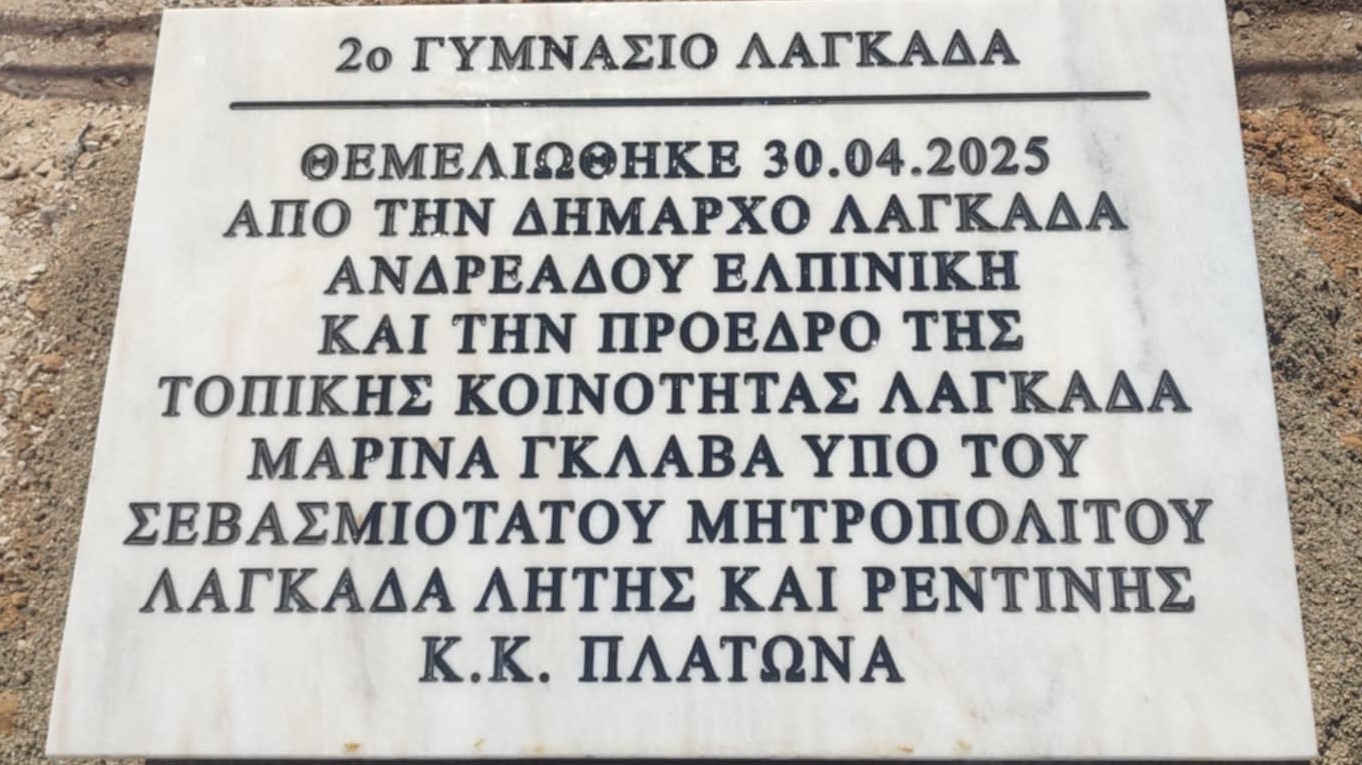 2ο ΓΥΜΝΑΣΙΟ ΛΑΓΚΑΔΑ
ΘΕΜΕΛΙΩΘΗΚΕ 30.04.2025
ΑΠΟ ΤΗΝ ΔΗΜΑΡΧΟ ΛΑΓΚΑΔΑ
ΑΝΔΡΕΑΔΟΥ ΕΛΠΙΝΙΚΗ
ΚΑΙ ΤΗΝ ΠΡΟΕΔΡΟ ΤΗΣ
ΤΟΠΙΚΗΣ ΚΟΙΝΟΤΗΤΑΣ ΛΑΓΚΑΔΑ
ΜΑΡΙΝΑ ΓΚΛΑΒΑ ΥΠΟ ΤΟΥ
ΣΕΒΑΣΜΙΟΤΑΤΟΥ ΜΗΤΡΟΠΟΛΙΤΟΥ
ΛΑΓΚΑΔΑ ΛΗΤΗΣ ΚΑΙ ΡΕΝΤΙΝΗΣ
Κ.Κ. ΠΛΑΤΩΝΑ